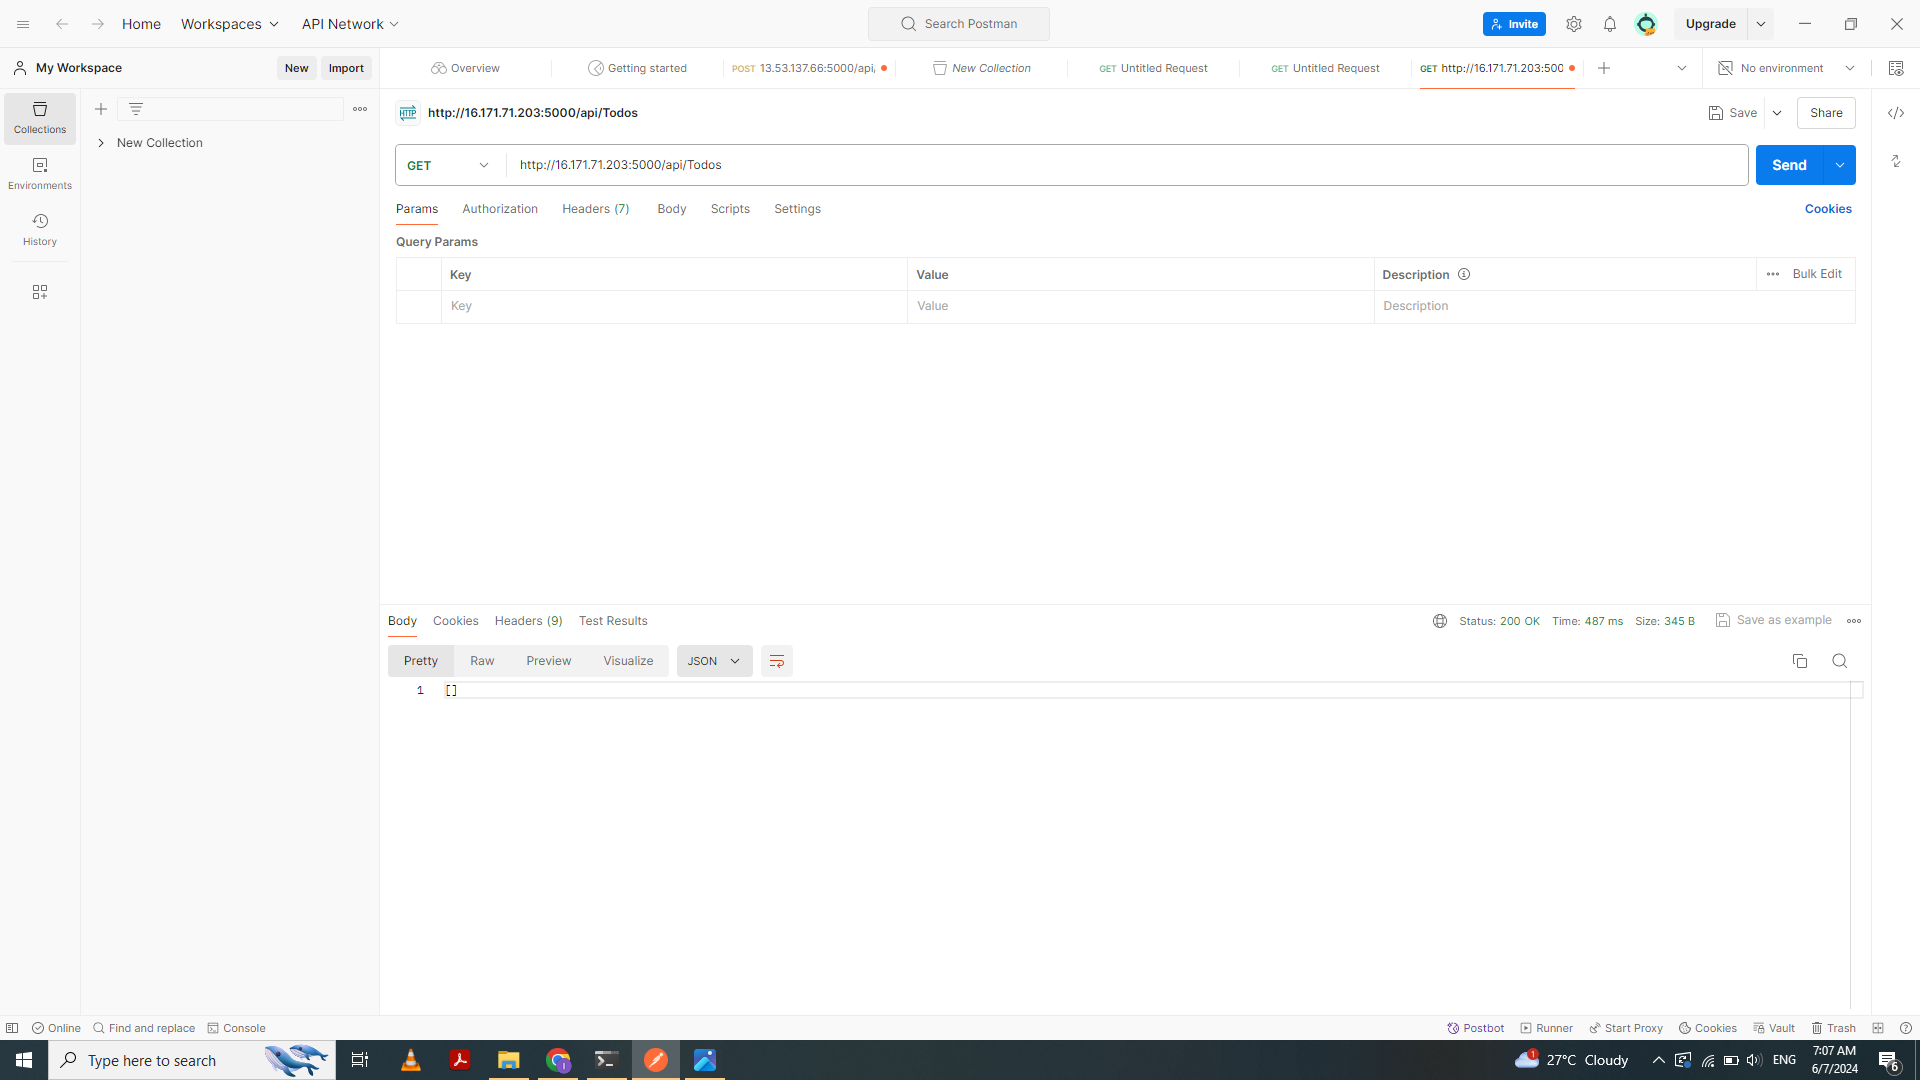 Home Workspaces API Network Search Postman Invite Upgrade
My Workspace New Import Overview Getting started POST 13.53.137.66:5000/api, New Collection GET Untitled Request GET Untitled Request GET http://16.171.71.203:500 No environment
Collections
New Collection
Environments
History
HTTP http://16.171.71.203:5000/api/Todos Save Share
GET http://16.171.71.203:5000/api/Todos Send
Params Authorization Headers (7) Body Scripts Settings Cookies
Query Params
Key Value Description Bulk Edit
Key Value Description
Body Cookies Headers (9) Test Results Status: 200 OK Time: 487 ms Size: 345 B Save as example
Pretty Raw Preview Visualize JSON
1 []
Online Find and replace Console Postbot Runner Start Proxy Cookies Vault Trash
Type here to search 1 27°C Cloudy ENG 7:07 AM 6
6/7/2024